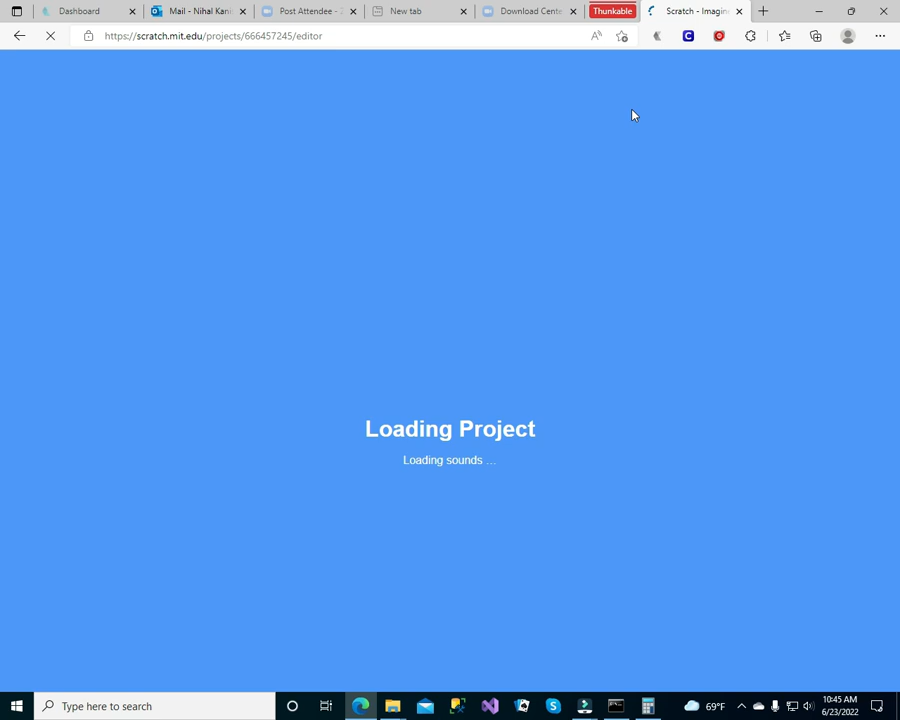 Dashboard
Mail - Nihal Kani
Post Attendee - Z
New tab
Download Cente
Thunkable
Scratch - Imagin
https://scratch.mit.edu/projects/666457245/editor
Loading Project
Loading sounds …
Type here to search
69°F
10:45 AM
6/23/2022